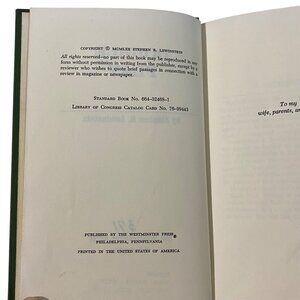 COPYRIGHT © MCMLXX STEPHEN R. LEWINSTEIN
All rights reserved—no part of this book may be reproduced in any
form without permission in writing from the publisher, except by a
reviewer who wishes to quote brief passages in connection with a
review in magazine or newspaper.
STANDARD BOOK NO. 664-32469-1
LIBRARY OF CONGRESS CATALOG CARD NO. 76-09443
PUBLISHED BY THE WESTMINSTER PRESS
PHILADELPHIA, PENNSYLVANIA
PRINTED IN THE UNITED STATES OF AMERICA
To my
wife, parents, an